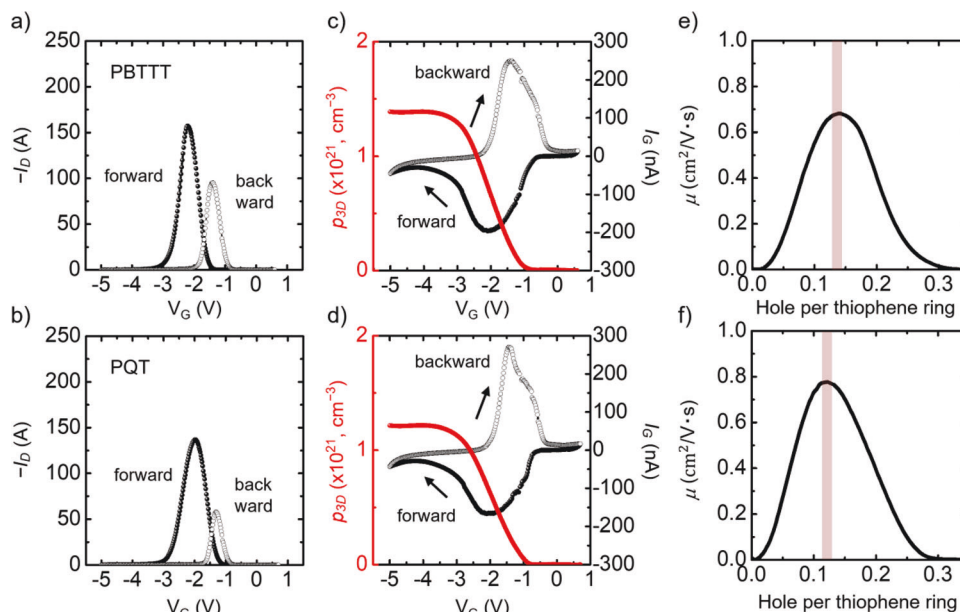 a)
250
200
150
100
50
0
−I_D (A)
PBTTT
forward
back
ward
-5 -4 -3 -2 -1 0 1
V_G (V)
c)
2
1
0
p_3D (x10^21, cm^-3)
backward
forward
300
200
100
0
-100
-200
-300
I_G (nA)
-5 -4 -3 -2 -1 0
V_G (V)
e)
1.0
0.8
0.6
0.4
0.2
0.0
μ (cm²/V·s)
0.0 0.1 0.2 0.3
Hole per thiophene ring
b)
250
200
150
100
50
0
−I_D (A)
PQT
forward
back
ward
-5 -4 -3 -2 -1 0 1
V_G (V)
d)
2
1
0
p_3D (x10^21, cm^-3)
backward
forward
300
200
100
0
-100
-200
-300
I_G (nA)
-5 -4 -3 -2 -1 0
V_G (V)
f)
1.0
0.8
0.6
0.4
0.2
0.0
μ (cm²/V·s)
0.0 0.1 0.2 0.3
Hole per thiophene ring